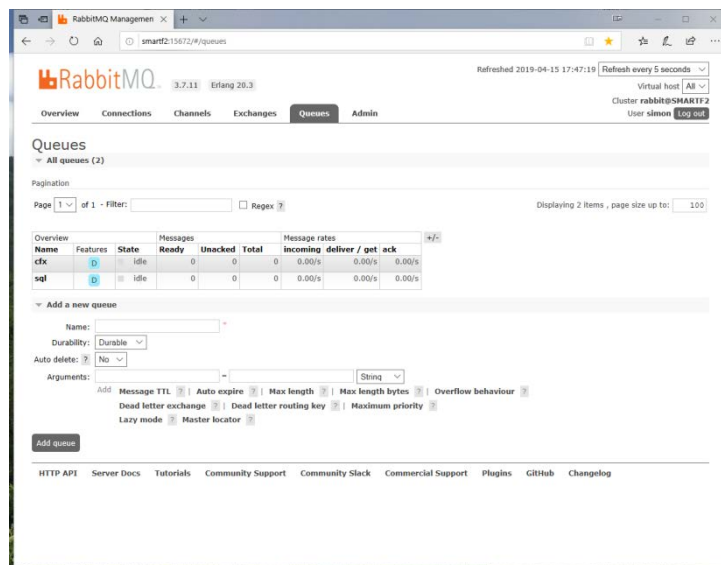 RabbitMQ Managemen
smartf2:15672/#/queues
RabbitMQ 3.7.11 Erlang 20.3
Refreshed 2019-04-15 17:47:19 Refresh every 5 seconds
Virtual host All
Cluster rabbit@SMARTF2
User simon Log out
Overview Connections Channels Exchanges Queues Admin
Queues
All queues (2)
Pagination
Page 1 of 1 - Filter: Regex ? Displaying 2 items , page size up to: 100
Overview Messages Message rates +/-
Name Features State Ready Unacked Total incoming deliver / get ack
cfx D idle 0 0 0 0.00/s 0.00/s 0.00/s
sql D idle 0 0 0 0.00/s 0.00/s 0.00/s
Add a new queue
Name: *
Durability: Durable
Auto delete: ? No
Arguments: = String
Add Message TTL ? | Auto expire ? | Max length ? | Max length bytes ? | Overflow behaviour ?
Dead letter exchange ? | Dead letter routing key ? | Maximum priority ?
Lazy mode ? Master locator ?
Add queue
HTTP API Server Docs Tutorials Community Support Community Slack Commercial Support Plugins GitHub Changelog